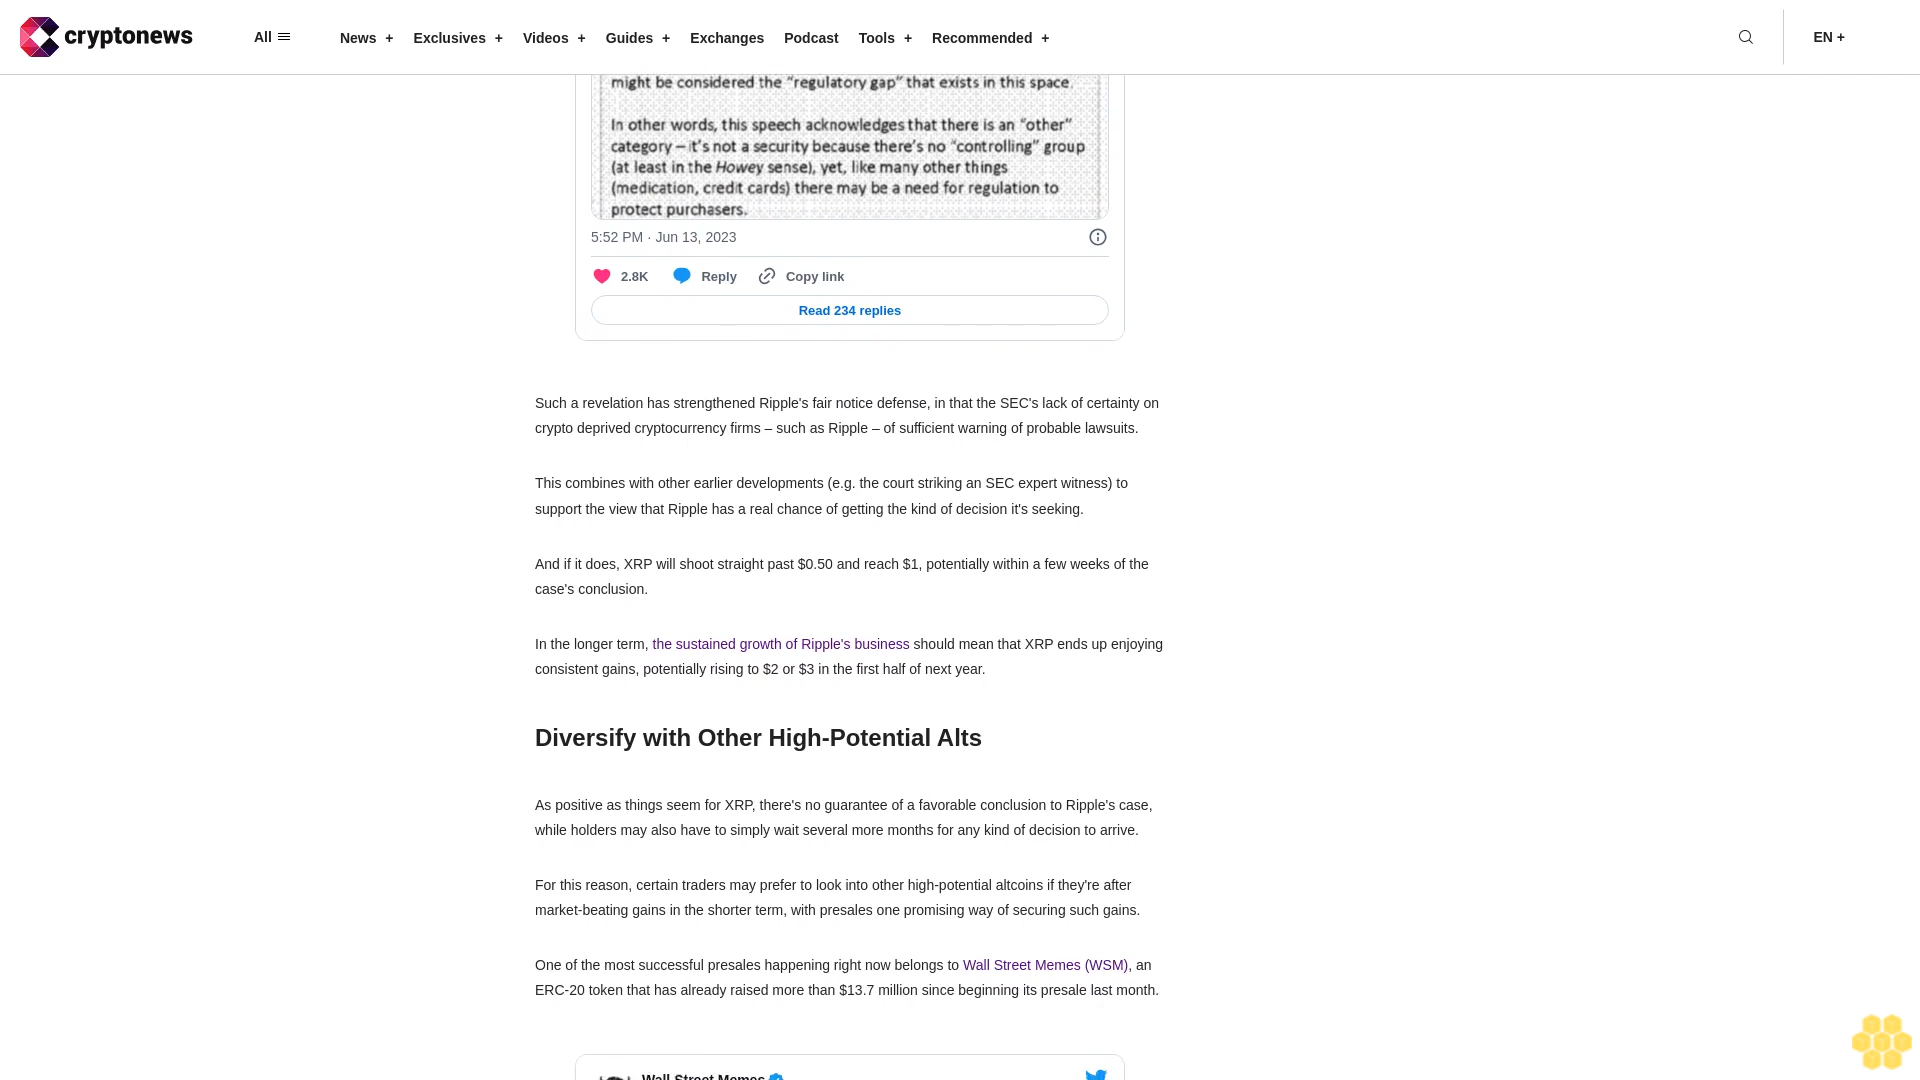 cryptonews
All
News +
Exclusives +
Videos +
Guides +
Exchanges
Podcast
Tools +
Recommended +
EN +
might be considered the “regulatory gap” that exists in this space.
In other words, this speech acknowledges that there is an “other”
category – it’s not a security because there’s no “controlling” group
(at least in the Howey sense), yet, like many other things
(medication, credit cards) there may be a need for regulation to
protect purchasers.
5:52 PM · Jun 13, 2023
2.8K
Reply
Copy link
Read 234 replies
Such a revelation has strengthened Ripple's fair notice defense, in that the SEC's lack of certainty on
crypto deprived cryptocurrency firms – such as Ripple – of sufficient warning of probable lawsuits.
This combines with other earlier developments (e.g. the court striking an SEC expert witness) to
support the view that Ripple has a real chance of getting the kind of decision it's seeking.
And if it does, XRP will shoot straight past $0.50 and reach $1, potentially within a few weeks of the
case's conclusion.
In the longer term, the sustained growth of Ripple's business should mean that XRP ends up enjoying
consistent gains, potentially rising to $2 or $3 in the first half of next year.
Diversify with Other High-Potential Alts
As positive as things seem for XRP, there's no guarantee of a favorable conclusion to Ripple's case,
while holders may also have to simply wait several more months for any kind of decision to arrive.
For this reason, certain traders may prefer to look into other high-potential altcoins if they're after
market-beating gains in the shorter term, with presales one promising way of securing such gains.
One of the most successful presales happening right now belongs to Wall Street Memes (WSM), an
ERC-20 token that has already raised more than $13.7 million since beginning its presale last month.
Wall Street Memes